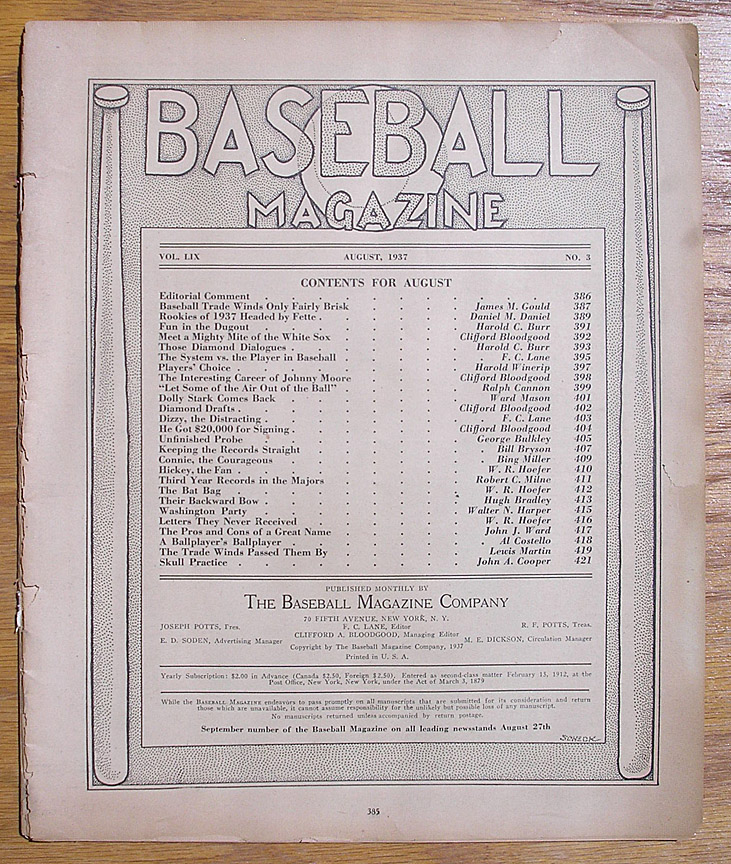 BASEBALL
MAGAZINE
VOL. LIX AUGUST, 1937 NO. 3
CONTENTS FOR AUGUST
Editorial Comment . . . . . . . 386
Baseball Trade Winds Only Fairly Brisk . . . . James M. Gould 387
Rookies of 1937 Headed by Fette . . . . . . Daniel M. Daniel 389
Fun in the Dugout . . . . . . . Harold C. Burr 391
Meet a Mighty Mite of the White Sox . . . . Clifford Bloodgood 392
Those Diamond Dialogues . . . . . . Harold C. Burr 393
The System vs. the Player in Baseball . . . . F. C. Lane 395
Players' Choice . . . . . . . Harold Winerip 397
The Interesting Career of Johnny Moore . . . . Clifford Bloodgood 398
"Let Some of the Air Out of the Ball" . . . . Ralph Cannon 399
Dolly Stark Comes Back . . . . . . Ward Mason 401
Diamond Drafts . . . . . . . Clifford Bloodgood 402
Dizzy, the Distracting . . . . . . F. C. Lane 403
He Got $20,000 for Signing . . . . . . Clifford Bloodgood 404
Unfinished Probe . . . . . . . George Bulkley 405
Keeping the Records Straight . . . . . . Bill Bryson 407
Connie, the Courageous . . . . . . Bing Miller 409
Hickey, the Fan . . . . . . . W. R. Hoefer 410
Third Year Records in the Majors . . . . . Robert C. Milne 411
The Bat Bag . . . . . . . W. R. Hoefer 412
Their Backward Bow . . . . . . . Hugh Bradley 413
Washington Party . . . . . . . Walter N. Harper 415
Letters They Never Received . . . . . . W. R. Hoefer 416
The Pros and Cons of a Great Name . . . . . John J. Ward 417
A Ballplayer's Ballplayer . . . . . . Al Costello 418
The Trade Winds Passed Them By . . . . . Lewis Martin 419
Skull Practice . . . . . . . John A. Cooper 421
PUBLISHED MONTHLY BY
THE BASEBALL MAGAZINE COMPANY
70 FIFTH AVENUE, NEW YORK, N. Y.
JOSEPH POTTS, Pres. F. C. LANE, Editor R. F. POTTS, Treas.
CLIFFORD A. BLOODGOOD, Managing Editor
E. D. SODEN, Advertising Manager M. E. DICKSON, Circulation Manager
Copyright by The Baseball Magazine Company, 1937
Printed in U. S. A.
Yearly Subscription: $2.00 in Advance (Canada $2.50, Foreign $2.50). Entered as second-class matter February 15, 1912, at the
Post Office, New York, New York, under the Act of March 3, 1879
While the BASEBALL MAGAZINE endeavors to pass promptly on all manuscripts that are submitted for its consideration and return
those which are unavailable, it cannot assume responsibility for the unlikely but possible loss of any manuscript.
No manuscripts returned unless accompanied by return postage.
September number of the Baseball Magazine on all leading newsstands August 27th
385